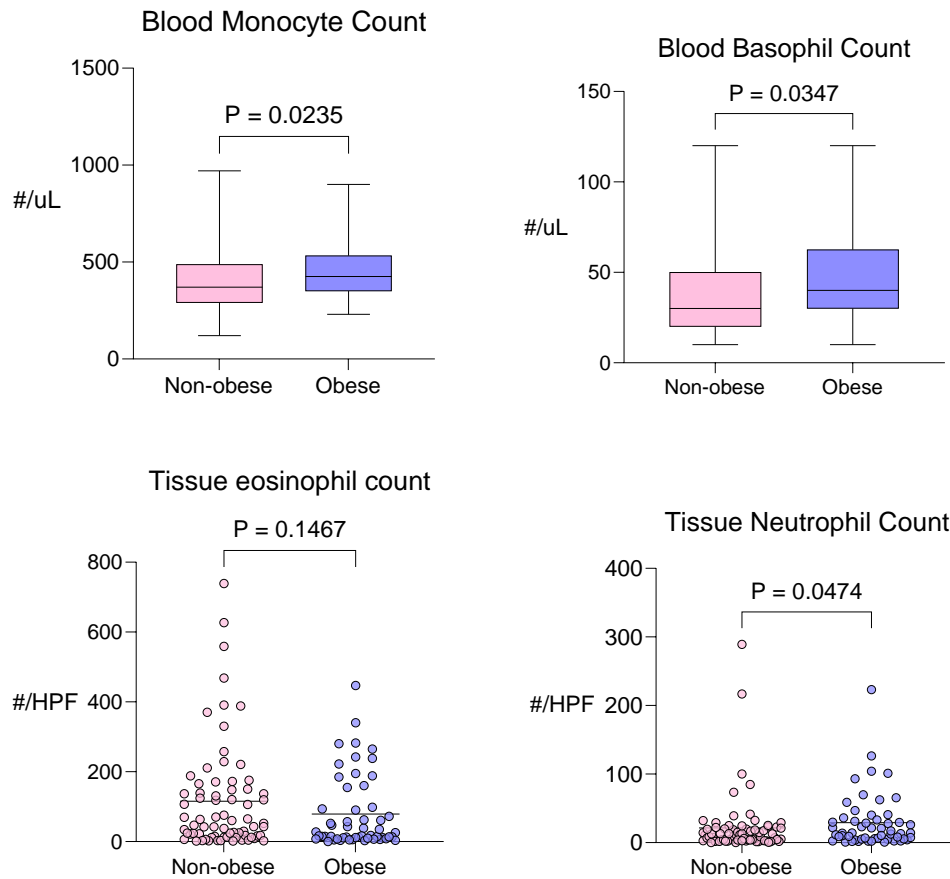 Blood Monocyte Count
P = 0.0235
1500
1000
500
0
#/uL
Non-obese
Obese
Blood Basophil Count
P = 0.0347
150
100
50
0
#/uL
Non-obese
Obese
Tissue eosinophil count
P = 0.1467
800
600
400
200
0
#/HPF
Non-obese
Obese
Tissue Neutrophil Count
P = 0.0474
400
300
200
100
0
#/HPF
Non-obese
Obese